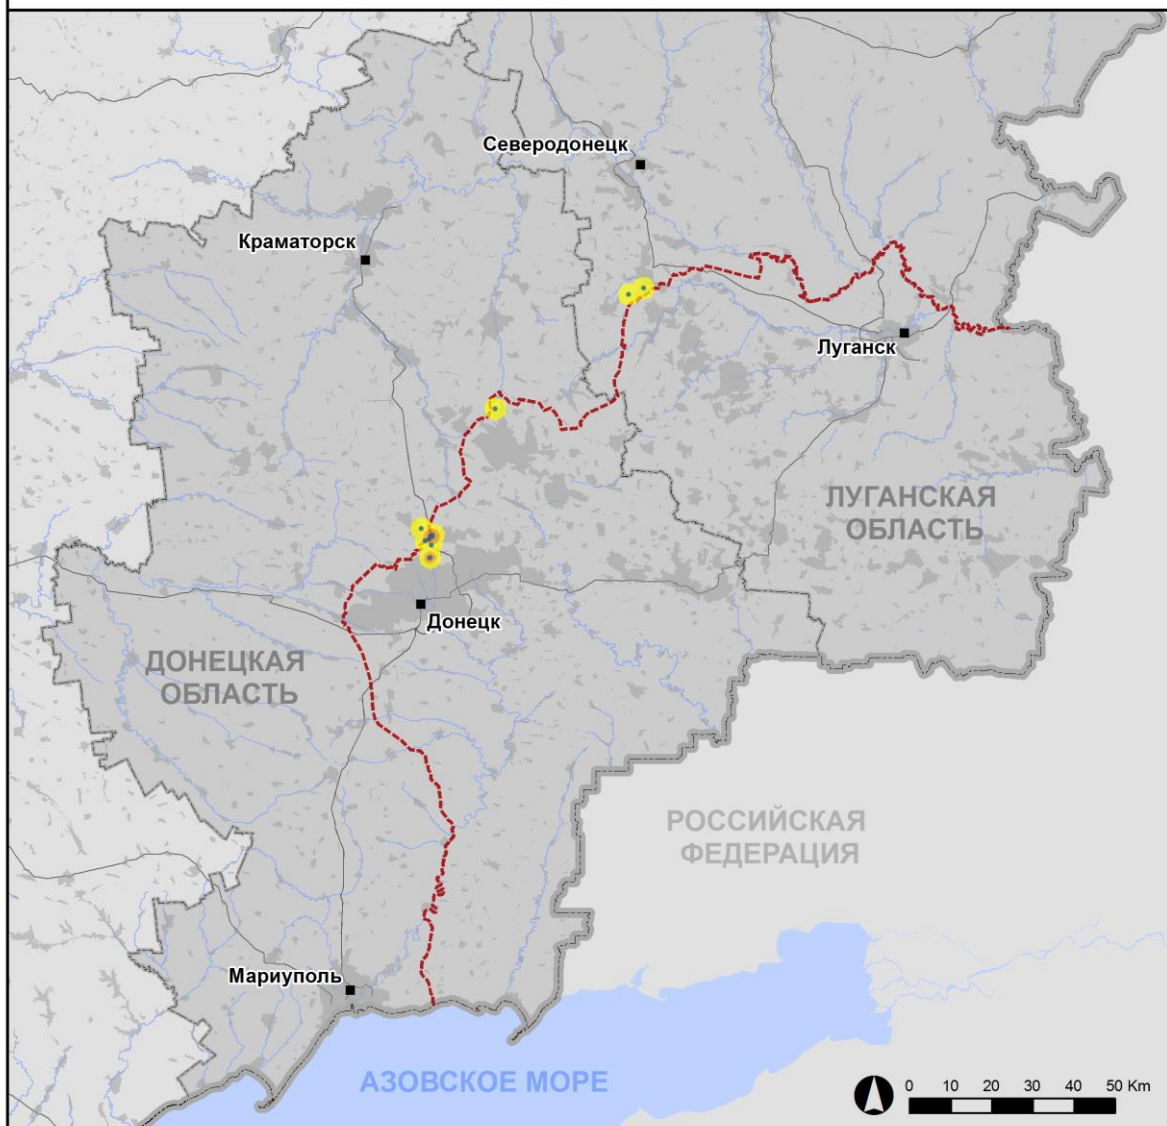 Северодонецк
Краматорск
Луганск
ЛУГАНСКАЯ
ОБЛАСТЬ
Донецк
ДОНЕЦКАЯ
ОБЛАСТЬ
РОССИЙСКАЯ
ФЕДЕРАЦИЯ
Мариуполь
АЗОВСКОЕ МОРЕ
0 10 20 30 40 50 Km